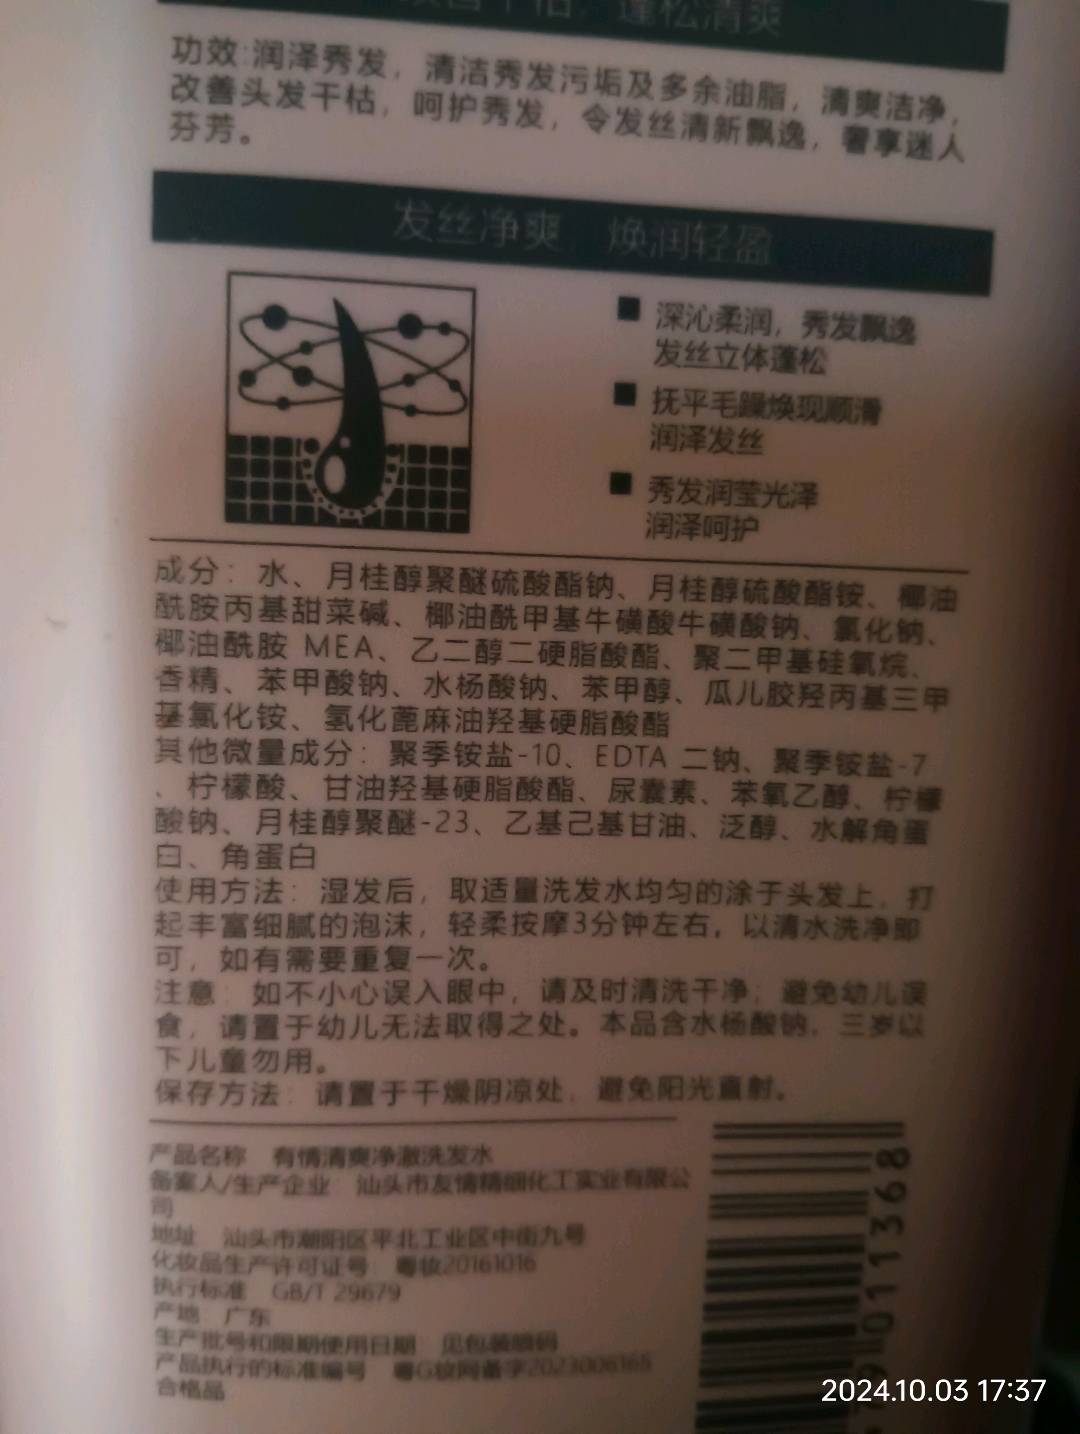 蓬松清爽
功效:润泽秀发，清洁秀发污垢及多余油脂，清爽洁净，
改善头发干枯，呵护秀发，令发丝清新飘逸，奢享迷人
芬芳。
发丝净爽 焕润轻盈
■ 深沁柔润，秀发飘逸
发丝立体蓬松
■ 抚平毛躁焕现顺滑
润泽发丝
■ 秀发润莹光泽
润泽呵护
成分：水、月桂醇聚醚硫酸酯钠、月桂醇硫酸酯铵、椰油
酰胺丙基甜菜碱、椰油酰甲基牛磺酸牛磺酸钠、氯化钠、
椰油酰胺 MEA、乙二醇二硬脂酸酯、聚二甲基硅氧烷、
香精、苯甲酸钠、水杨酸钠、苯甲醇、瓜儿胶羟丙基三甲
基氯化铵、氢化蓖麻油羟基硬脂酸酯
其他微量成分：聚季铵盐-10、EDTA 二钠、聚季铵盐-7
、柠檬酸、甘油羟基硬脂酸酯、尿囊素、苯氧乙醇、柠檬
酸钠、月桂醇聚醚-23、乙基己基甘油、泛醇、水解角蛋
白、角蛋白
使用方法：湿发后，取适量洗发水均匀的涂于头发上，打
起丰富细腻的泡沫，轻柔按摩3分钟左右，以清水洗净即
可，如有需要重复一次。
注意：如不小心误入眼中，请及时清洗干净；避免幼儿误
食，请置于幼儿无法取得之处。本品含水杨酸钠，三岁以
下儿童勿用。
保存方法：请置于干燥阴凉处，避免阳光直射。
产品名称 有情清爽净澈洗发水
备案人/生产企业 汕头市友情精细化工实业有限公
司
地址 汕头市潮阳区平北工业区中街九号
化妆品生产许可证号 粤妆20161016
执行标准 GB/T 29679
产地 广东
生产批号和限期使用日期 见包装喷码
产品执行的标准编号 粤G妆网备字2023006365
合格品
9 011368
2024.10.03 17:37